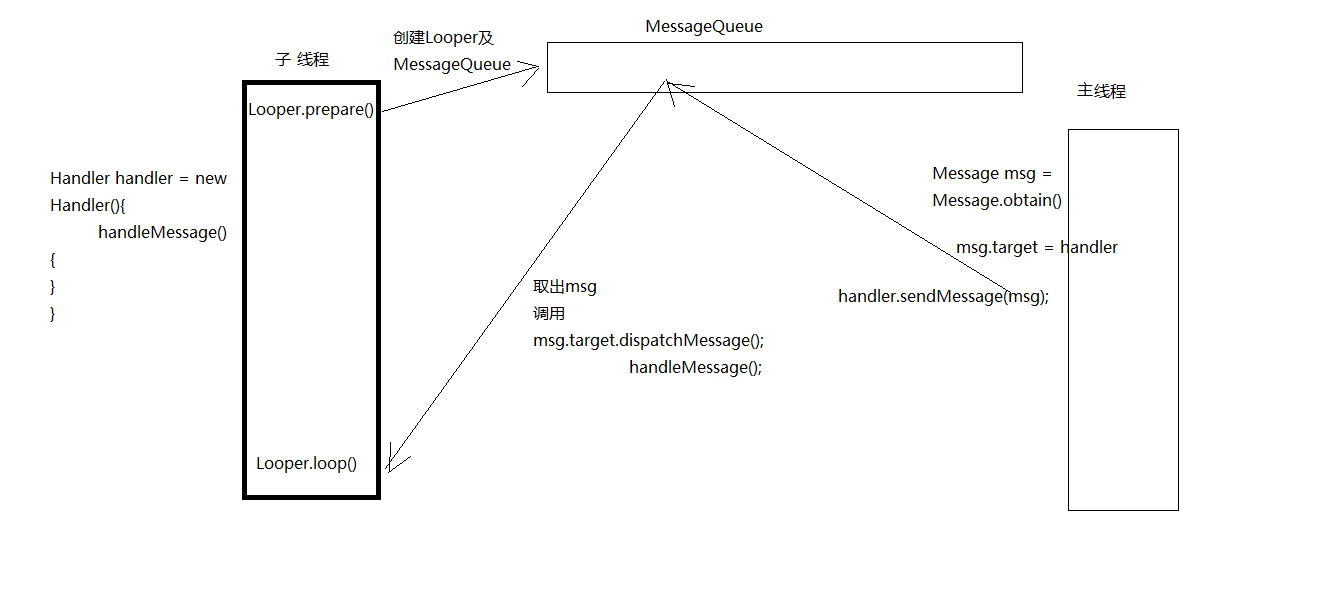 MessageQueue
创建Looper及
MessageQueue
子 线程
Looper.prepare()
主线程
Handler handler = new
Handler(){
handleMessage()
{
}
}
Message msg =
Message.obtain()
msg.target = handler
handler.sendMessage(msg);
取出msg
调用
msg.target.dispatchMessage();
handleMessage();
Looper.loop()